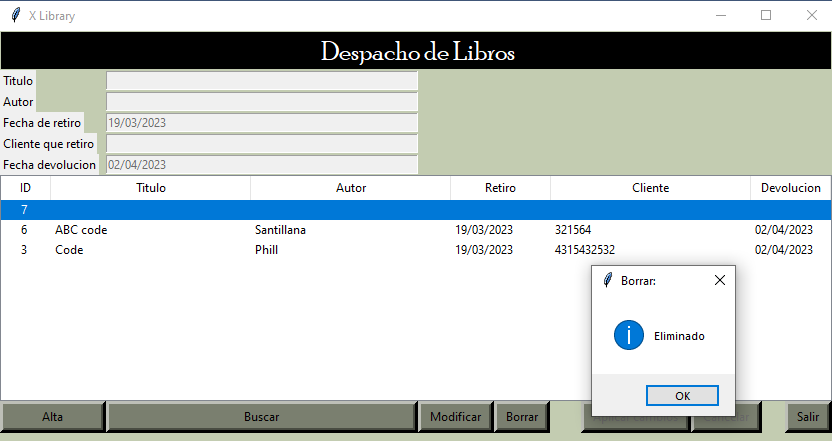 X Library
Despacho de Libros
Titulo
Autor
Fecha de retiro 19/03/2023
Cliente que retiro
Fecha devolucion 02/04/2023
ID Titulo Autor Retiro Cliente Devolucion
7
6 ABC code Santillana 19/03/2023 321564 02/04/2023
3 Code Phill 19/03/2023 4315432532 02/04/2023
Borrar:
Eliminado
OK
Alta Buscar Modificar Borrar Salir